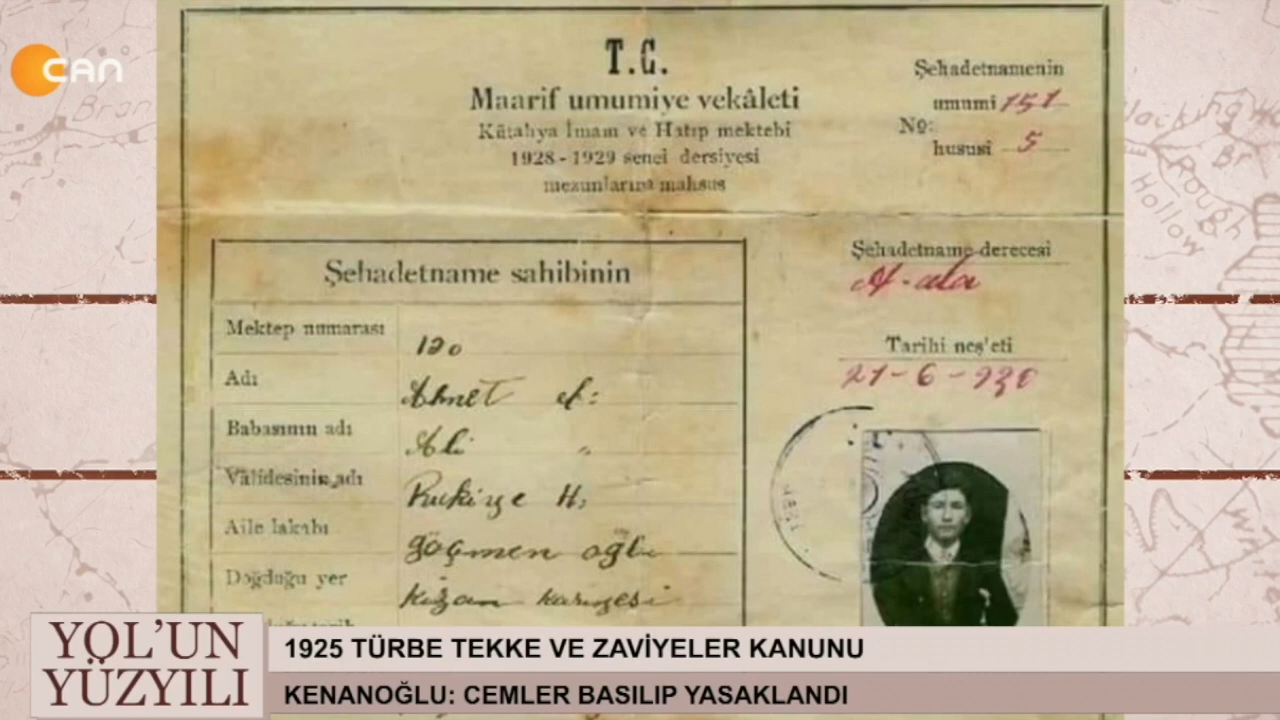 CAN
T.C.
Maarif umumiye vekâleti
Kütahya İmam ve Hatıp mektebi
1928-1929 senei dersiyesi
mezunlarına mahsus
Şehadetnamenin
umumi 151
No:
hususi 5
Şehadetname derecesi
A-ala
Tarihi neş'eti
21-6-930
Şehadetname sahibinin
Mektep numarası 120
Adı Ahmet ef:
Babasının adı Ali "
Validesinin adı Rukiye H:
Aile lakabı göçmen oğlu
Doğduğu yer karyesi
YOL'UN
YÜZYILI
1925 TÜRBE TEKKE VE ZAVİYELER KANUNU
KENANOĞLU: CEMLER BASILIP YASAKLANDI